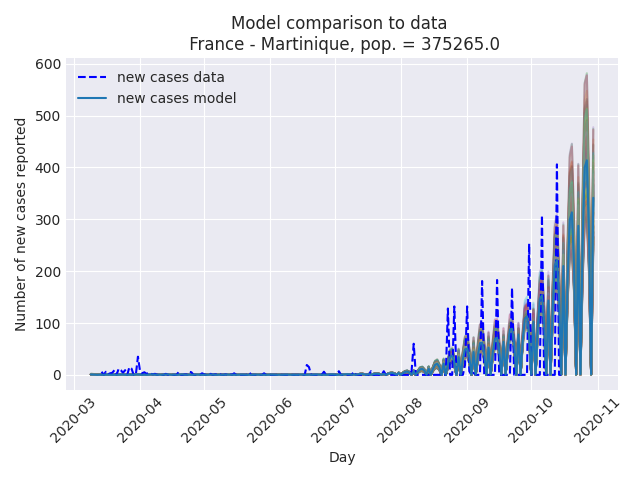 Model comparison to data
France - Martinique, pop. = 375265.0
new cases data
new cases model
Number of new cases reported
600
500
400
300
200
100
0
2020-03
2020-04
2020-05
2020-06
2020-07
2020-08
2020-09
2020-10
2020-11
Day